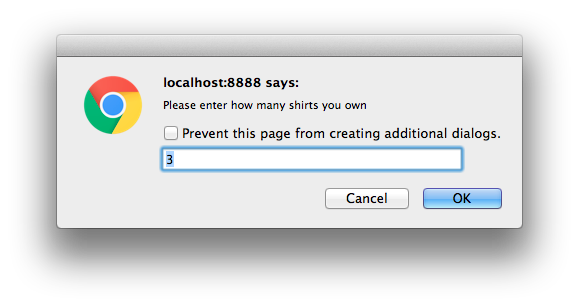 localhost:8888 says:
Please enter how many shirts you own
Prevent this page from creating additional dialogs.
3
Cancel OK